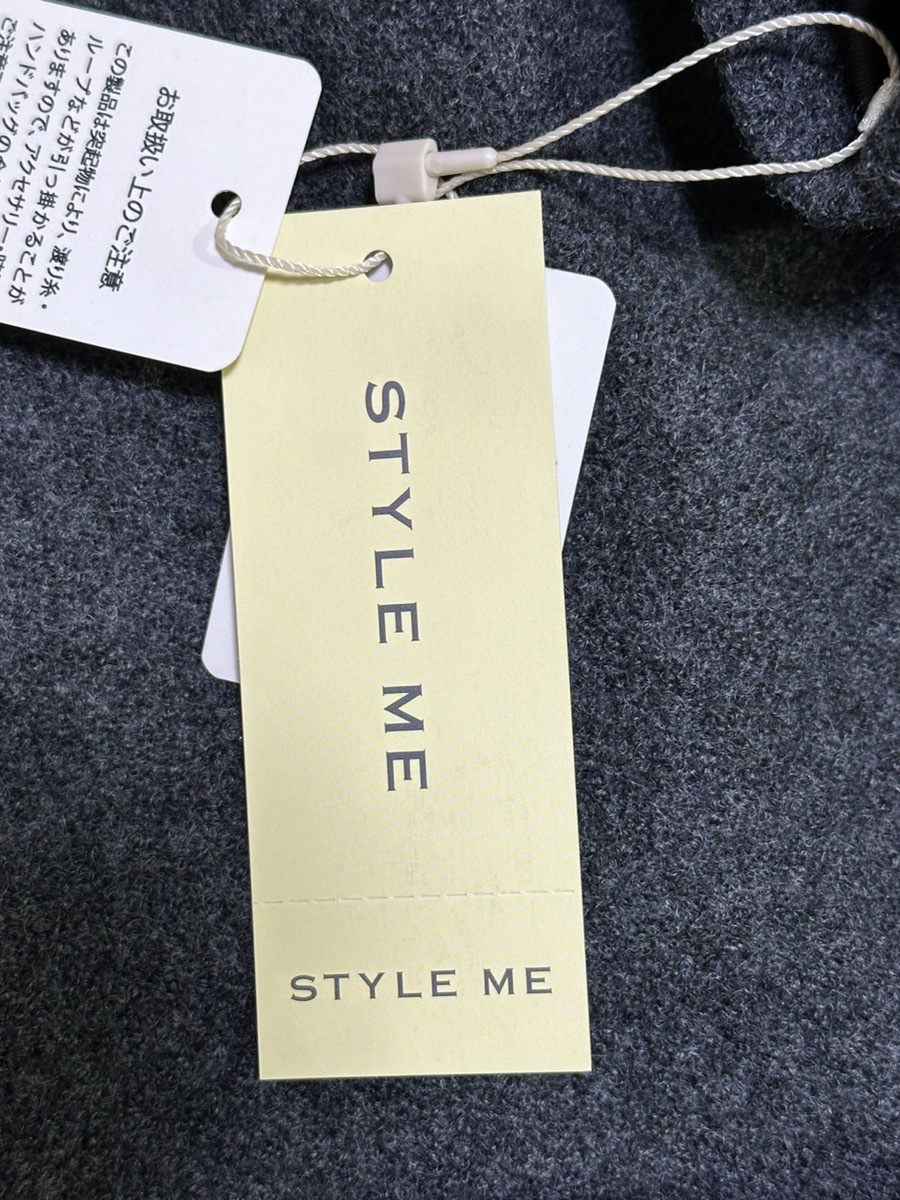 お取扱い上のご注意
この製品は突起物により、渡り糸・
ループなどが引っ掛かることが
ありますので、アクセサリー・
ハンドバッグの
STYLE ME
STYLE ME